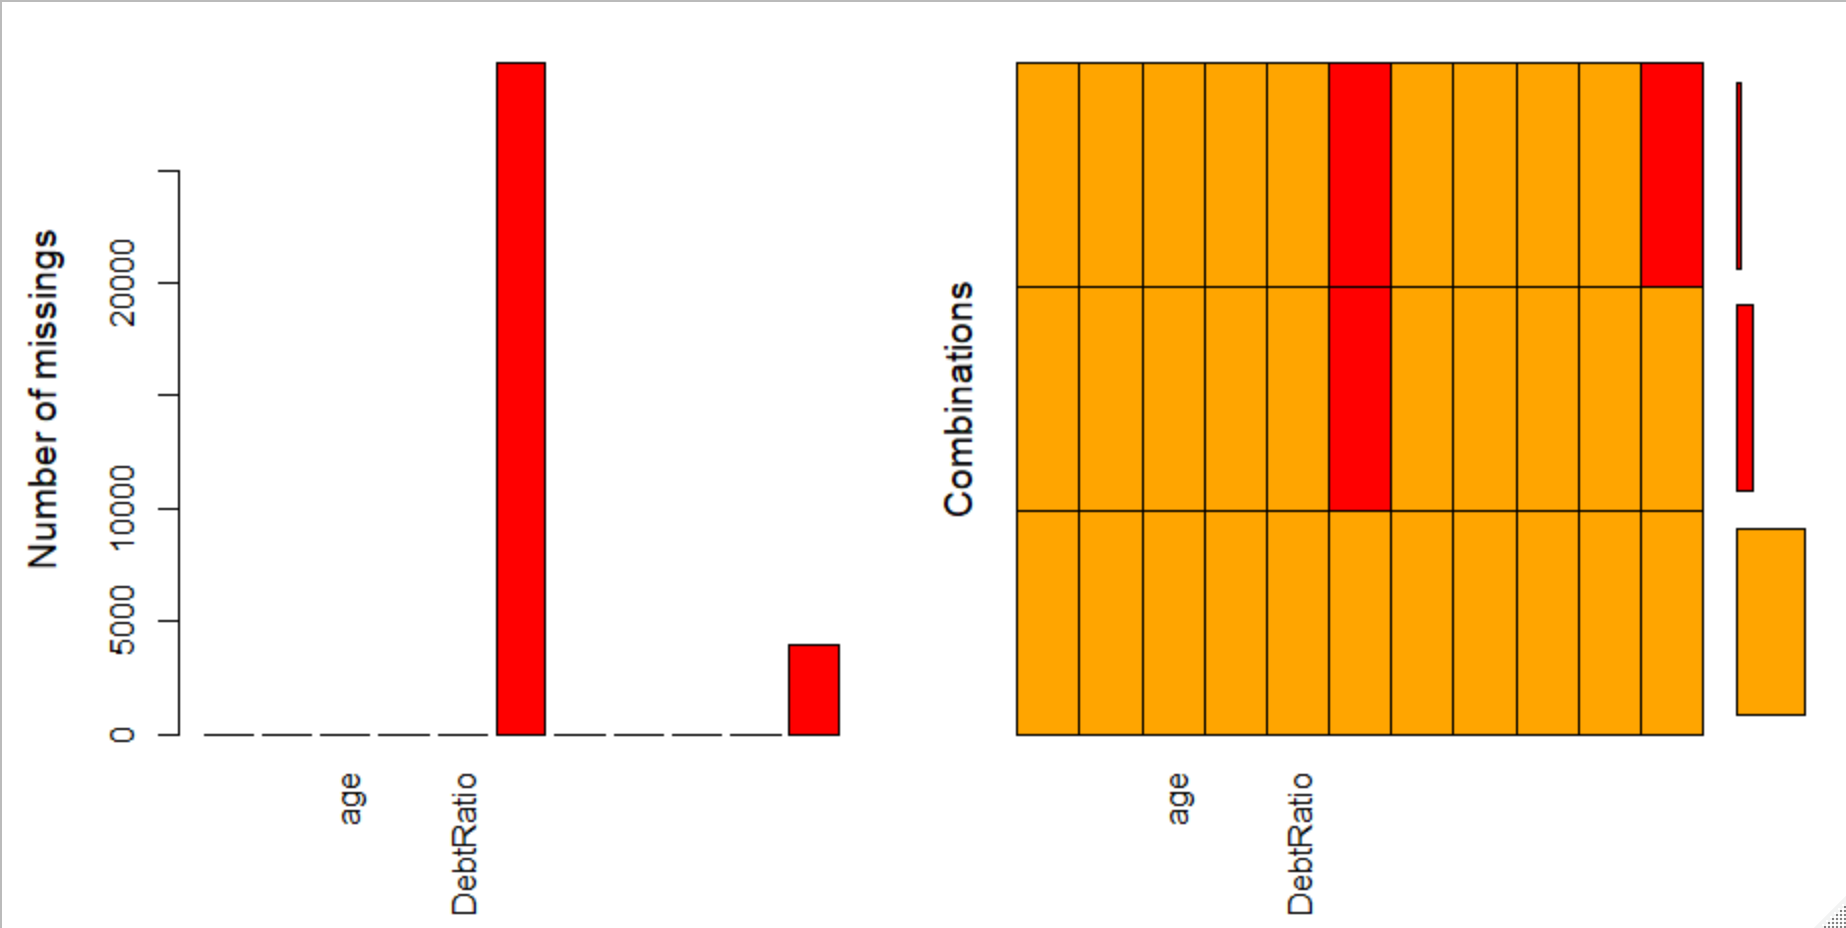 Number of missings
20000
10000
5000
0
age
DebtRatio
Combinations
age
DebtRatio